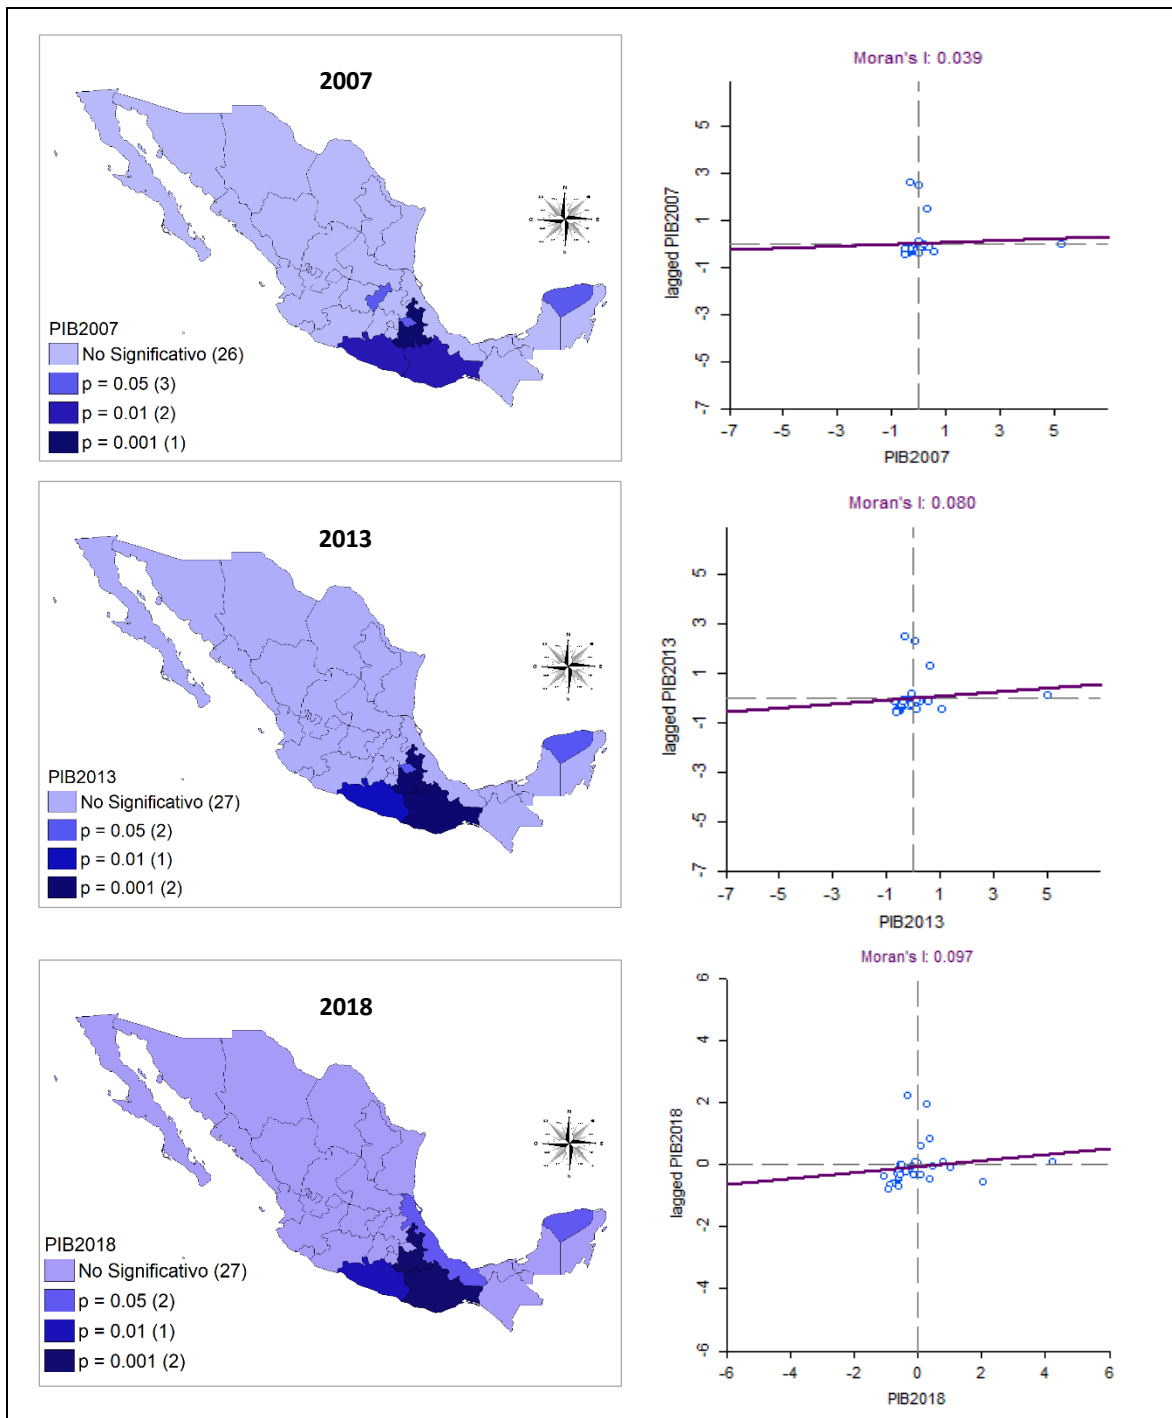 2007
PIB2007
No Significativo (26)
p = 0.05 (3)
p = 0.01 (2)
p = 0.001 (1)
Moran's I: 0.039
lagged PIB2007
5
3
1
-1
-3
-5
-7
-7 -5 -3 -1 1 3 5
PIB2007
2013
PIB2013
No Significativo (27)
p = 0.05 (2)
p = 0.01 (1)
p = 0.001 (2)
Moran's I: 0.080
lagged PIB2013
5
3
1
-1
-3
-5
-7
-7 -5 -3 -1 1 3 5
PIB2013
2018
PIB2018
No Significativo (27)
p = 0.05 (2)
p = 0.01 (1)
p = 0.001 (2)
Moran's I: 0.097
lagged PIB2018
6
4
2
0
-2
-4
-6
-6 -4 -2 0 2 4 6
PIB2018